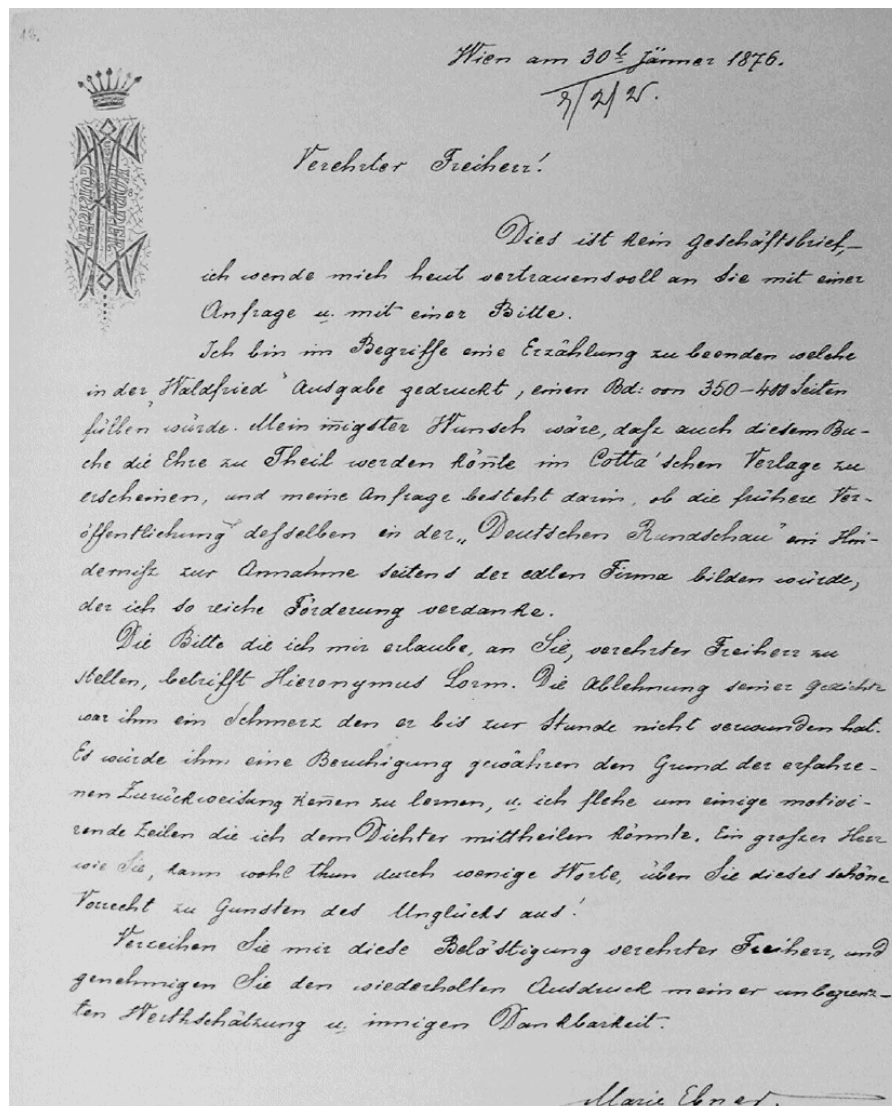 18.
Wien am 30t Jänner 1876.
2/2
Verehrter Freiherr!
Dies ist kein Geschäftsbrief,–
ich wende mich heut vertrauensvoll an Sie mit einer
Anfrage u. mit einer Bitte.
Ich bin im Begriffe eine Erzählung zu beenden welche
in der „Waldfried" Ausgabe gedruckt, einen Bd: von 350–400 Seiten
füllen würde. Mein iñigster Wunsch wäre, daß auch diesem Bu-
che die Ehre zu Theil werden köñte im Cotta'schen Verlage zu
erscheinen, und meine Anfrage besteht darin, ob die frühere Ver-
öffentlichung desselben in der „Deutschen Rundschau" ein Hin-
derniß zur Annahme seitens der edlen Firma bilden würde,
der ich so reiche Förderung verdanke.
Die Bitte die ich mir erlaube, an Sie, verehrter Freiherr zu
stellen, betrifft Hieronymus Lorm. Die Ablehnung seiner Gedichte
war ihm ein Schmerz den er bis zur Stunde nicht verwunden hat.
Es würde ihm eine Beruhigung gewähren den Grund der erfahre-
nen Zurückweisung keñen zu lernen, u. ich flehe um einige motivi-
rende Zeilen die ich dem Dichter mittheilen könnte. Ein großer Herr
wie Sie, kann wohl thun durch wenige Worte, üben Sie dieses schöne
Vorrecht zu Gunsten des Unglücks aus!
Verzeihen Sie mir diese Belästigung verehrter Freiherr, und
genehmigen Sie den wiederholten Ausdruck meiner unbegrenz-
ten Werthschätzung u. innigen Dankbarkeit.
Marie Ebner.